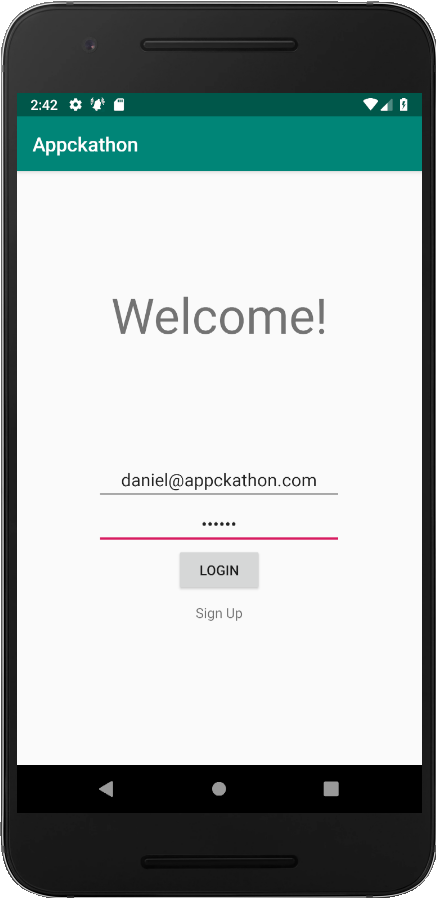 2:42
Appckathon
Welcome!
daniel@appckathon.com
••••••
LOGIN
Sign Up